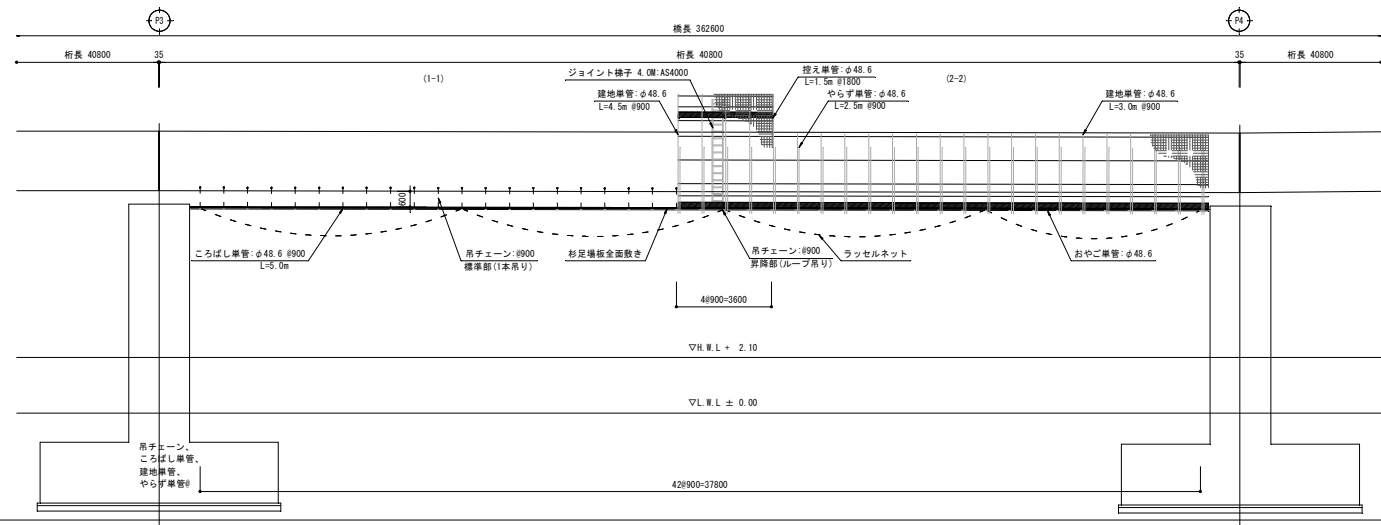 P3
P4
橋長 362600
桁長 40800
35
桁長 40800
35
桁長 40800
ジョイント梯子 4.0M:AS4000
(1-1)
控え単管:φ48.6
L=1.5m @1800
(2-2)
建地単管:φ48.6
L=4.5m @900
やらず単管:φ48.6
L=2.5m @900
建地単管:φ48.6
L=3.0m @900
600
ころばし単管:φ48.6 @900
L=5.0m
吊チェーン:@900
標準部(1本吊り)
杉足場板全面敷き
吊チェーン:@900
昇降部(ループ吊り)
ラッセルネット
おやご単管:φ48.6
4@900=3600
▽H.W.L + 2.10
▽L.W.L ± 0.00
吊チェーン、
ころばし単管、
建地単管、
やらず単管@
42@900=37800